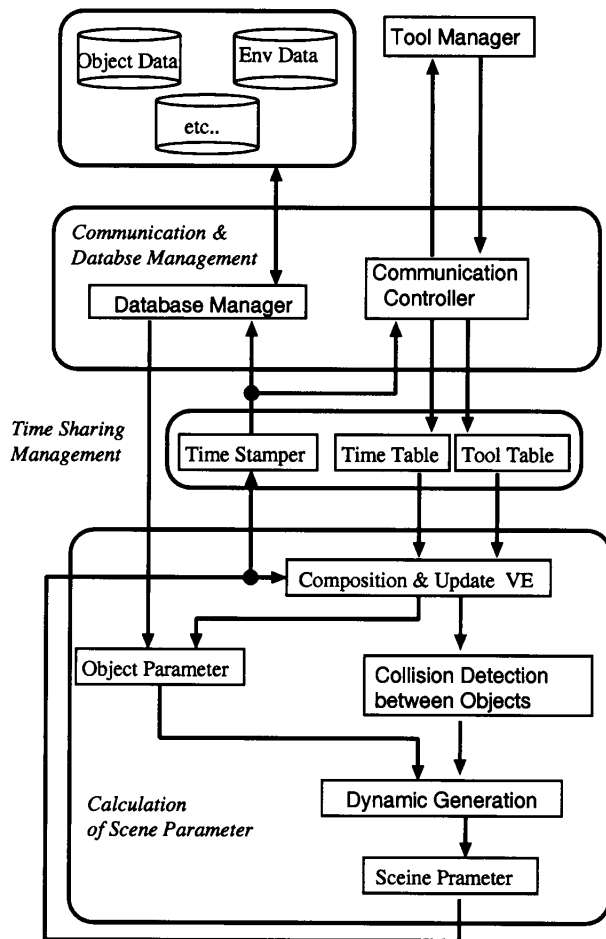 Object Data
Env Data
etc..
Tool Manager
Communication &
Databse Management
Database Manager
Communication
Controller
Time Sharing
Management
Time Stamper
Time Table
Tool Table
Composition & Update VE
Object Parameter
Collision Detection
between Objects
Calculation
of Scene Parameter
Dynamic Generation
Sceine Prameter